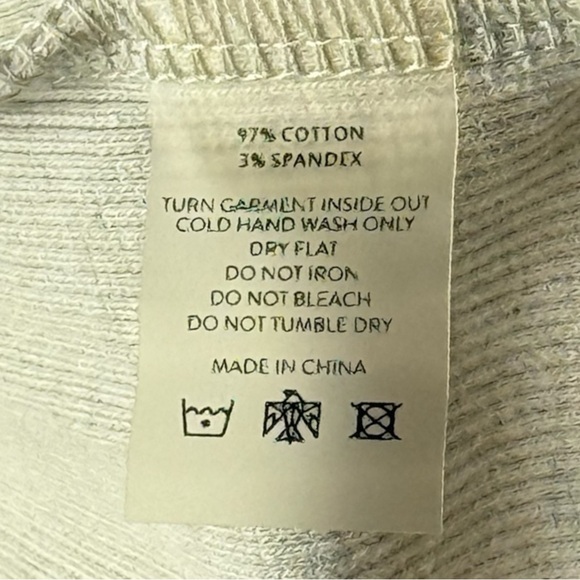 97% COTTON
3% SPANDEX
TURN GARMENT INSIDE OUT
COLD HAND WASH ONLY
DRY FLAT
DO NOT IRON
DO NOT BLEACH
DO NOT TUMBLE DRY
MADE IN CHINA